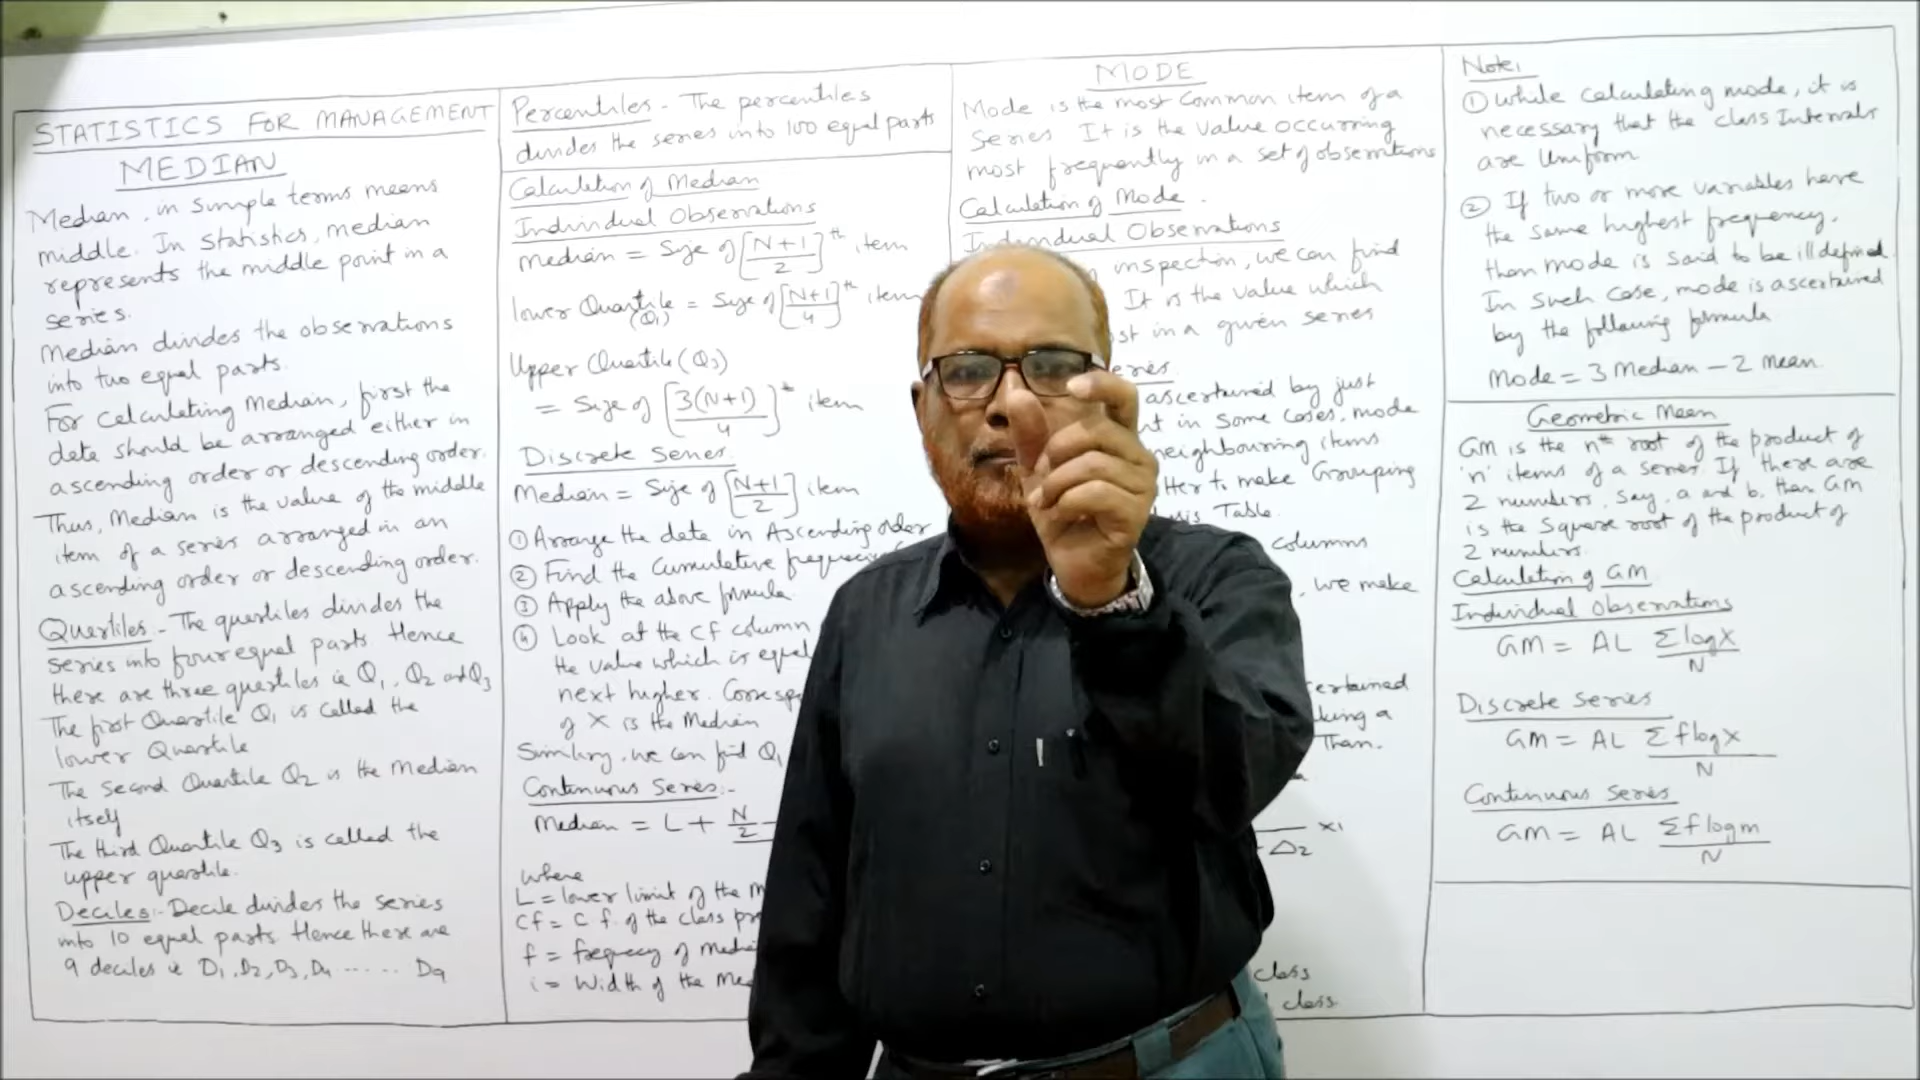 STATISTICS FOR MANAGEMENT
MEDIAN
Median, in simple terms means
middle. In Statistics, median
represents the middle point in a
series.
Median divides the observations
into two equal parts.
For calculating Median, first the
data should be arranged either in
ascending order or descending order.
Thus, Median is the value of the middle
item of a series arranged in an
ascending order or descending order.
Quartiles:- The quartiles divides the
series into four equal parts. Hence
there are three quartiles ie Q1, Q2 and Q3
The first Quartile Q1 is called the
lower Quartile
The Second Quartile Q2 is the Median
itself
The third Quartile Q3 is called the
upper quartile.
Deciles:- Decile divides the series
into 10 equal parts. Hence there are
9 deciles ie D1, D2, D3, D4 ...... D9
Percentiles - The percentiles
divides the series into 100 equal parts
Calculation of Median
Individual Observations
Median = Size of [N+1/2]th item
lower Quartile (Q1) = Size of [N+1/4]th item
Upper Quartile (Q3)
= Size of [3(N+1)/4] item
Discrete Series.
Median = Size of [N+1/2] item
① Arrange the data in Ascending order
② Find the Cumulative
③ Apply the above formula
④ Look at the Cf column
the value which is equal
next higher.
of X is the Median
we can find Q1
Continuous Series:-
Median = L + N/2
where
L = lower limit of the
Cf = C f. of the class
f = frequency of
i = Width of the
MODE
Mode is the most Common item of a
Series It is the value occurring
most frequently in a set of observations
Calculation of Mode.
Individual Observations
inspection, we can find
It is the value which
in a given series
ascertained by just
in Some Cases, mode
neighbouring items
to make Grouping
Table.
columns
, we make
a
Than.
x i
Δ2
class
class.
Note:
① While calculating mode, it is
necessary that the class Intervals
are Uniform
② If two or more variables have
the same highest frequency,
than mode is said to be ill defined.
In such Case, mode is ascertained
by the following formula
Mode = 3 Median - 2 Mean.
Geometric Mean
GM is the nth root of the product of
'n' items of a series. If there are
2 numbers, say, a and b, than GM
is the Square root of the product of
2 numbers.
Calculation of GM
Individual Observations
GM = AL Σ log X / N
Discrete Series
GM = AL Σ f log X / N
Continuous Series
GM = AL Σ f log m / N